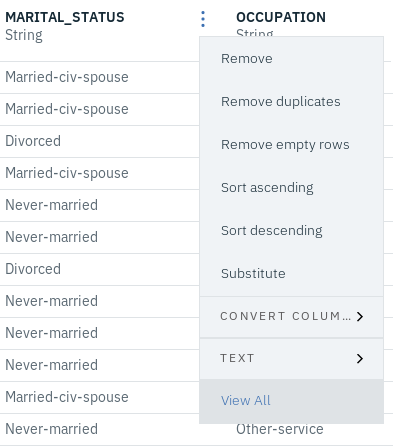 MARITAL_STATUS
String
Married-civ-spouse
Married-civ-spouse
Divorced
Married-civ-spouse
Never-married
Never-married
Divorced
Never-married
Never-married
Never-married
Married-civ-spouse
Never-married
OCCUPATION
String
Remove
Remove duplicates
Remove empty rows
Sort ascending
Sort descending
Substitute
CONVERT COLUM...
TEXT
View All
Other-service